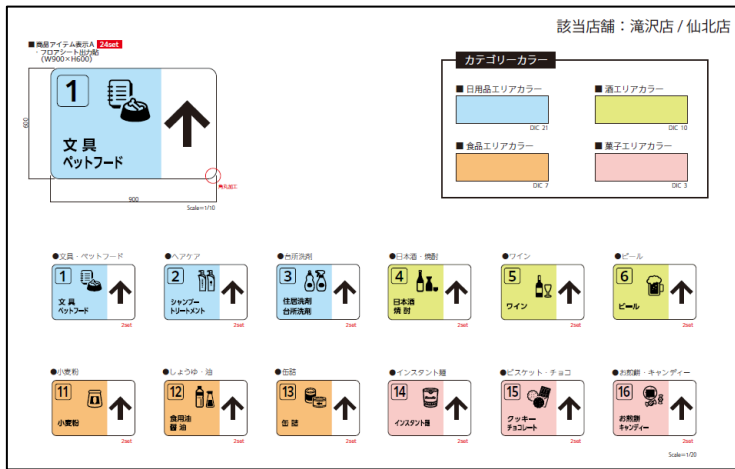 該当店舗：滝沢店 / 仙北店
■商品アイテム表示A 24set
・フロアシート出力貼
（W900×H600）
1
文 具
ペットフード
600
900
角丸加工
Scale=1/10
カテゴリーカラー
■ 日用品エリアカラー
DIC 21
■ 酒エリアカラー
DIC 10
■ 食品エリアカラー
DIC 7
■ 菓子エリアカラー
DIC 3
●文具・ペットフード
1
文 具
ペットフード
2set
●ヘアケア
2
シャンプー
トリートメント
2set
●台所洗剤
3
住居洗剤
台所洗剤
2set
●日本酒・焼酎
4
日本酒
焼 酎
2set
●ワイン
5
ワイン
2set
●ビール
6
ビール
2set
●小麦粉
11
小麦粉
2set
●しょうゆ・油
12
食用油
醤 油
2set
●缶詰
13
缶 詰
2set
●インスタント麺
14
インスタント麺
2set
●ビスケット・チョコ
15
クッキー
チョコレート
2set
●お煎餅・キャンディー
16
お煎餅
キャンディー
2set
Scale=1/20